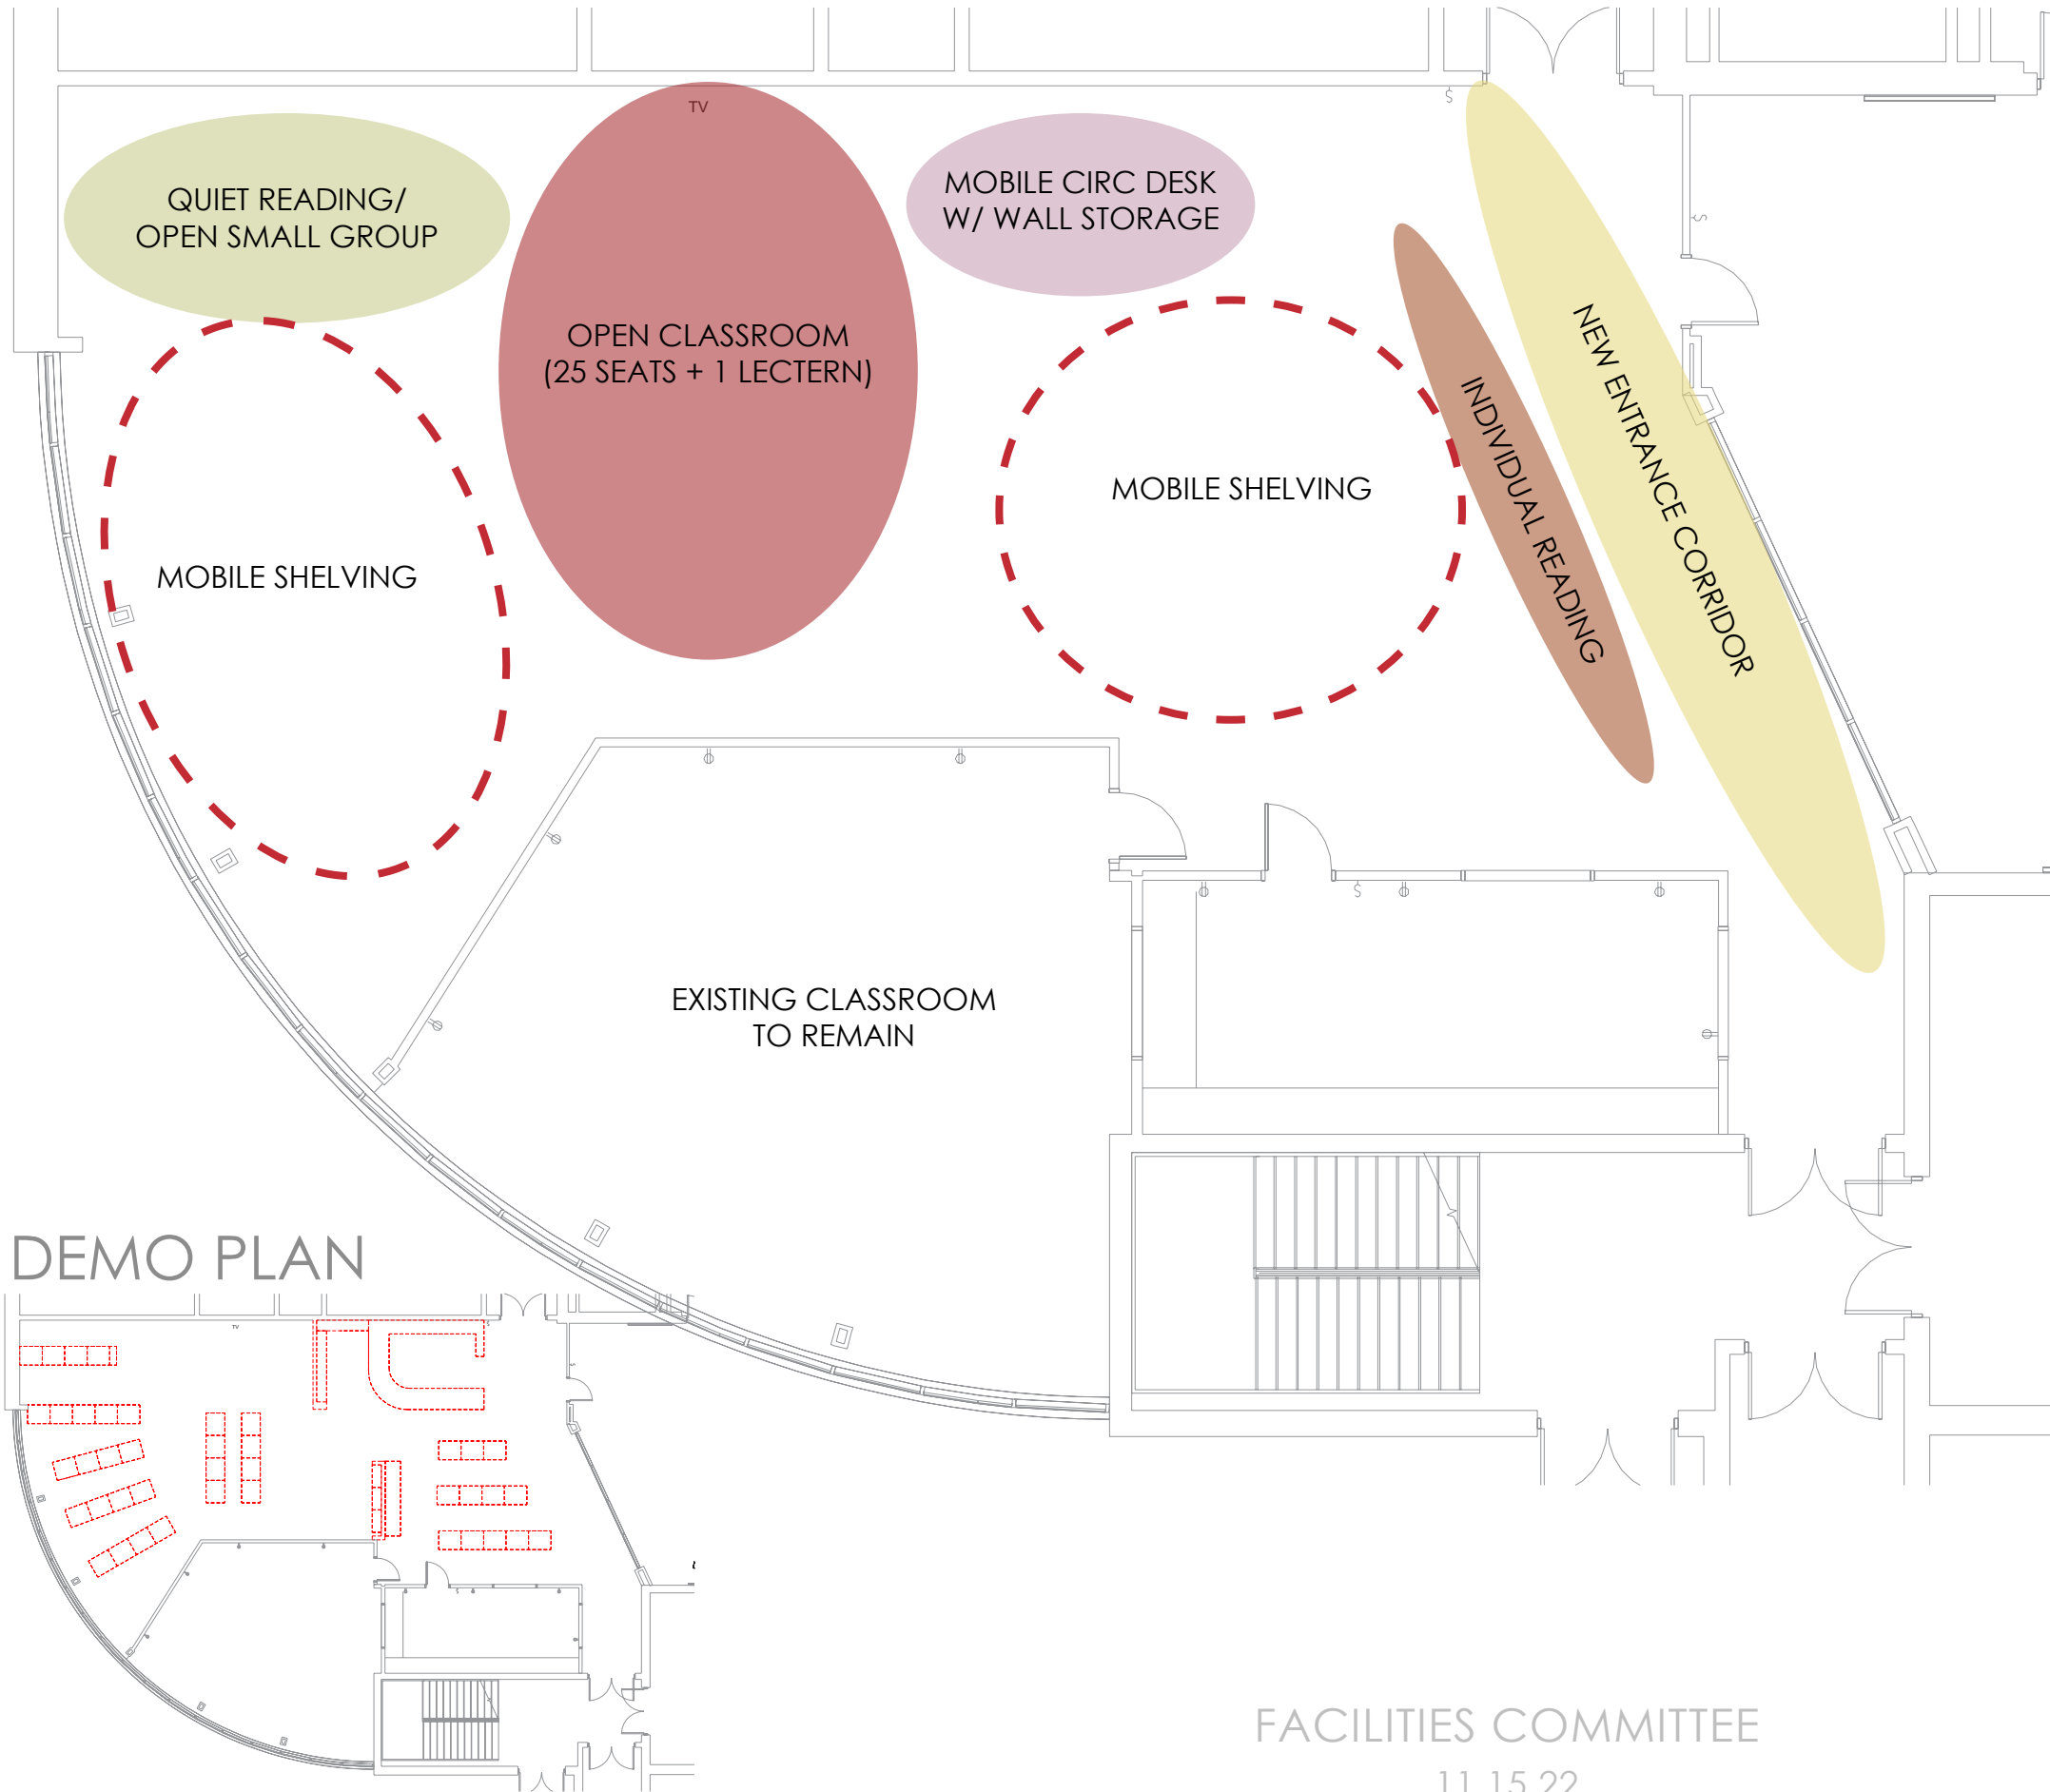 TV
QUIET READING/
OPEN SMALL GROUP
MOBILE CIRC DESK
W/ WALL STORAGE
OPEN CLASSROOM
(25 SEATS + 1 LECTERN)
NEW ENTRANCE CORRIDOR
INDIVIDUAL READING
MOBILE SHELVING
MOBILE SHELVING
EXISTING CLASSROOM
TO REMAIN
DEMO PLAN
TV
FACILITIES COMMITTEE
11.15.22